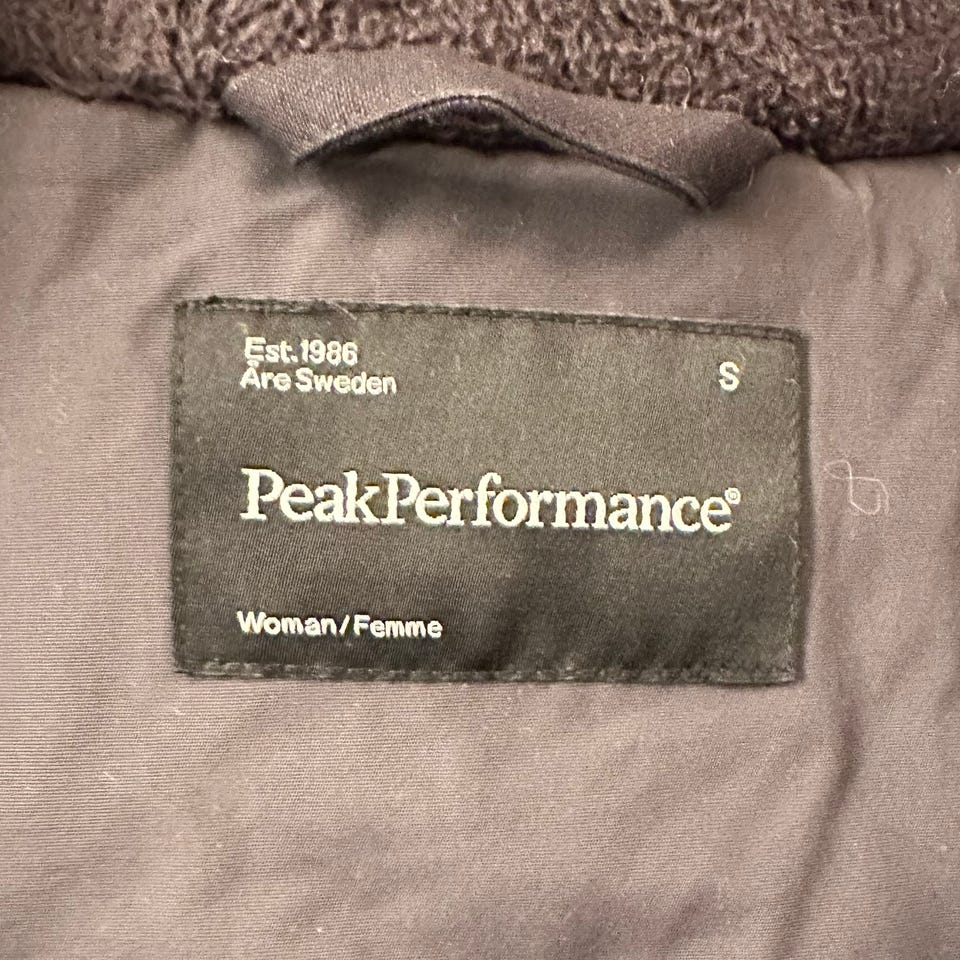 Est.1986
Åre Sweden
S
PeakPerformance®
Woman/Femme